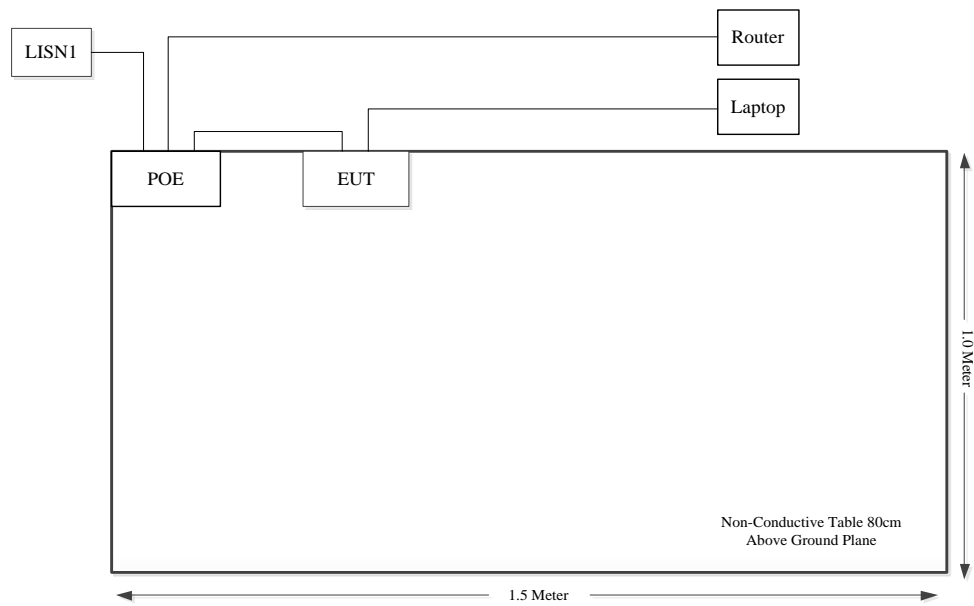 LISN1
Router
Laptop
POE
EUT
1.0 Meter
Non-Conductive Table 80cm
Above Ground Plane
1.5 Meter